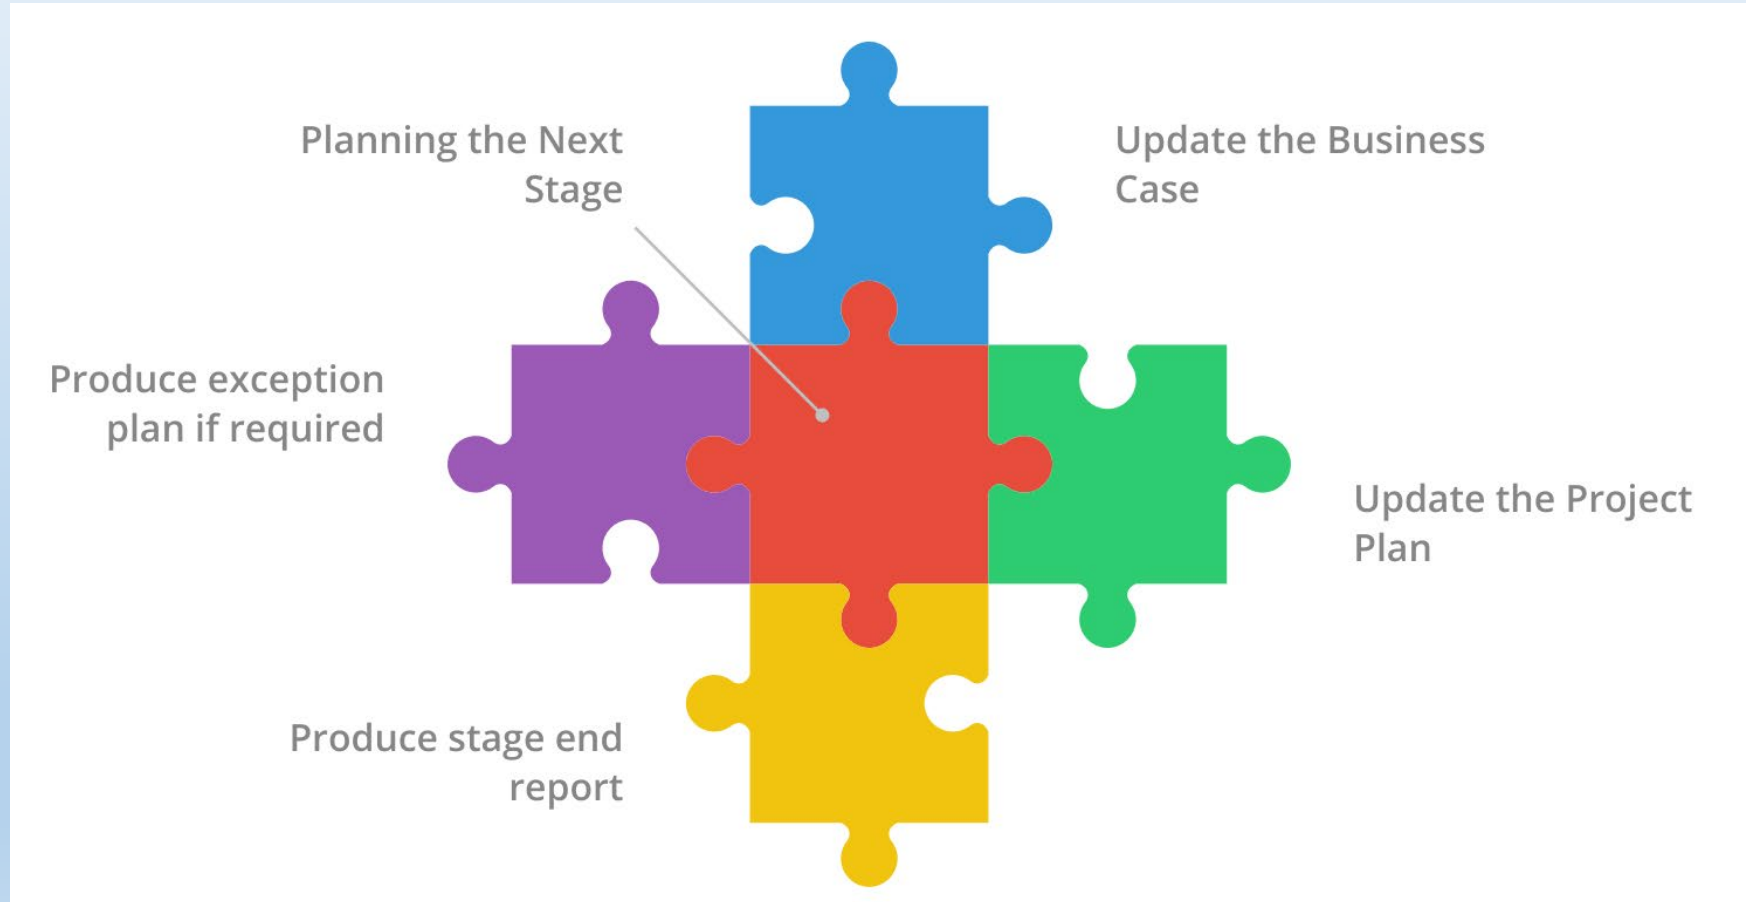 Planning the Next
Stage
Update the Business
Case
Produce exception
plan if required
Update the Project
Plan
Produce stage end
report